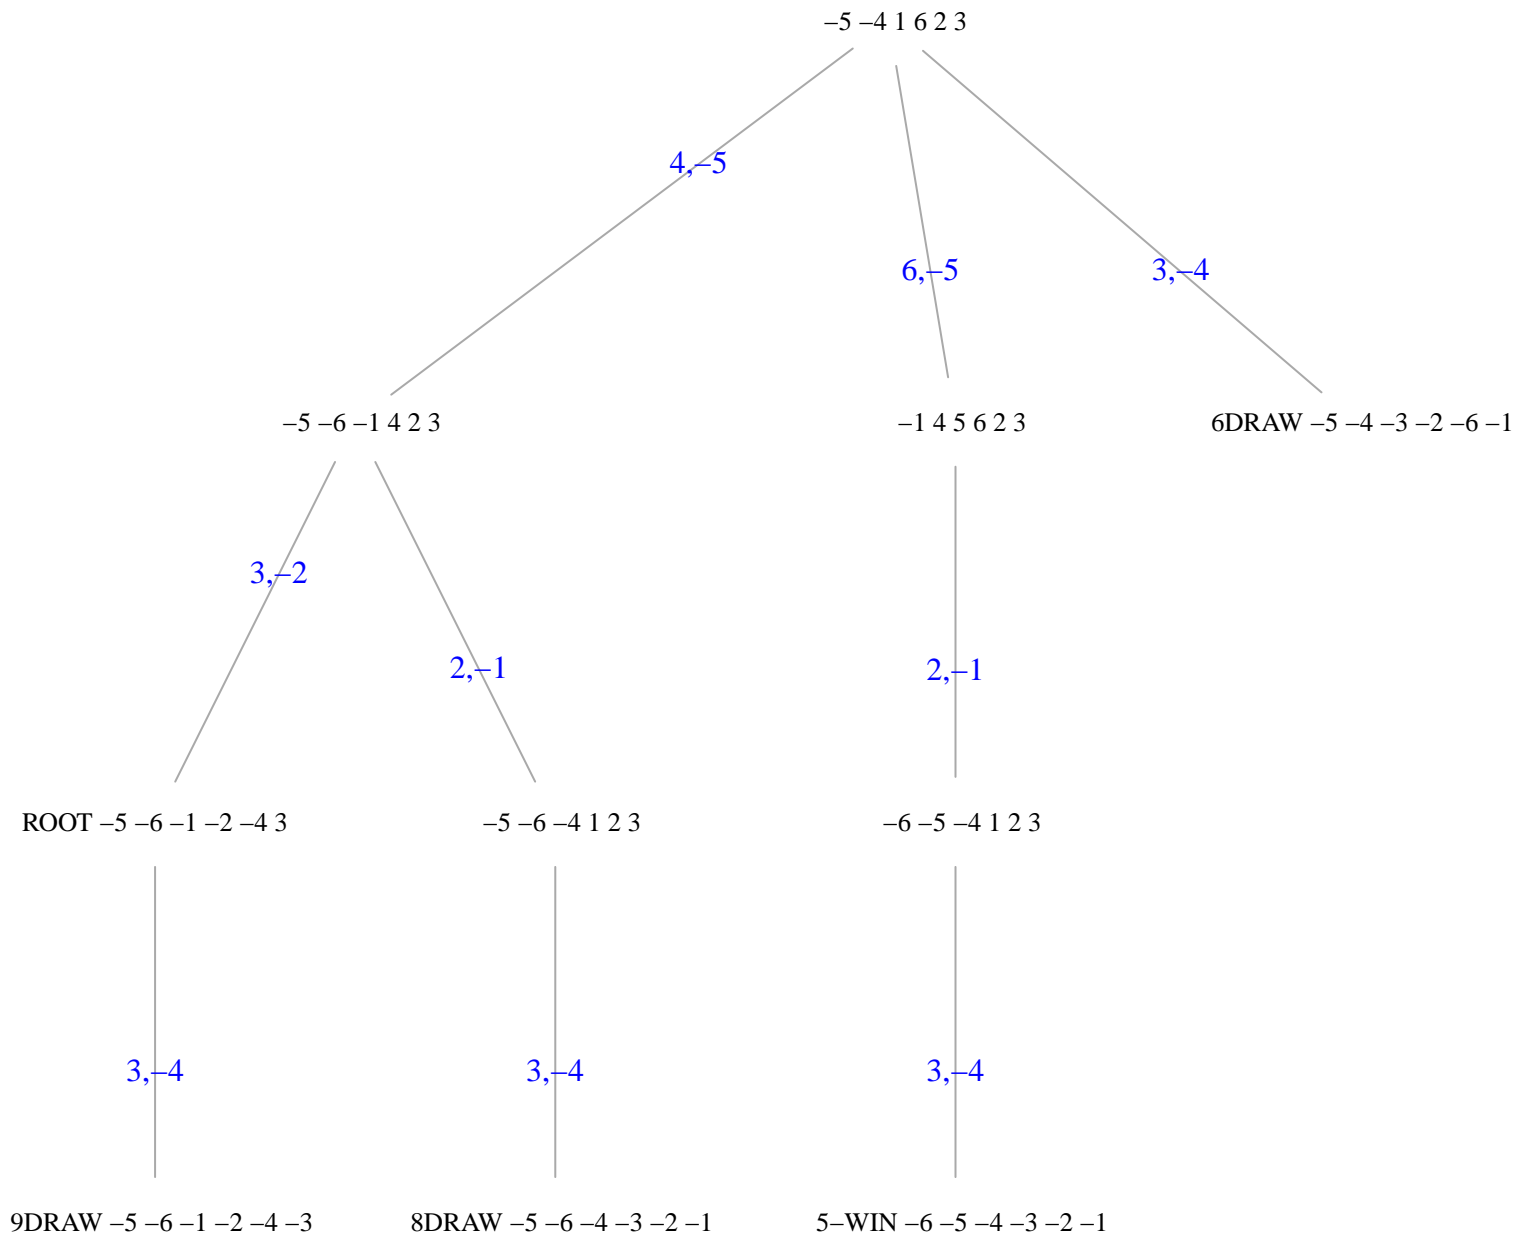 –5 –4 1 6 2 3
4,–5
6,–5
3,–4
–5 –6 –1 4 2 3
–1 4 5 6 2 3
6DRAW –5 –4 –3 –2 –6 –1
3,–2
2,–1
2,–1
ROOT –5 –6 –1 –2 –4 3
–5 –6 –4 1 2 3
–6 –5 –4 1 2 3
3,–4
3,–4
3,–4
9DRAW –5 –6 –1 –2 –4 –3
8DRAW –5 –6 –4 –3 –2 –1
5–WIN –6 –5 –4 –3 –2 –1